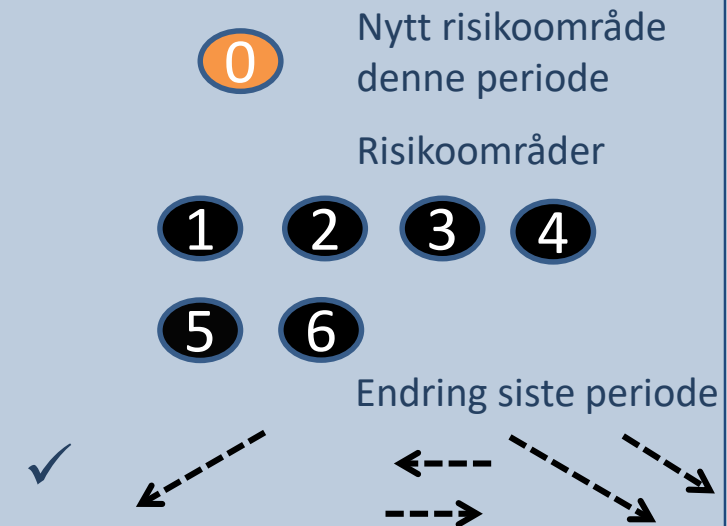 0
Nytt risikoområde
denne periode
Risikoområder
1 2 3 4
5 6
Endring siste periode
✓